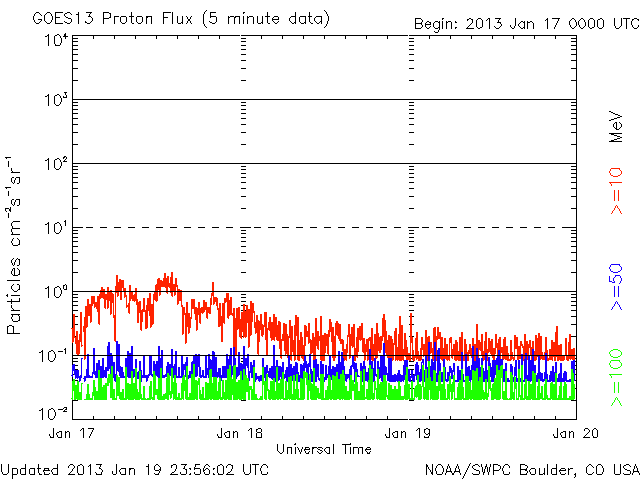 GOES13 Proton Flux (5 minute data)
Begin: 2013 Jan 17 0000 UTC
10⁴
10³
10²
10¹
10⁰
10⁻¹
10⁻²
Particles cm⁻²s⁻¹sr⁻¹
Jan 17
Jan 18
Jan 19
Jan 20
Universal Time
>=10
>=50
>=100
MeV
Updated 2013 Jan 19 23:56:02 UTC
NOAA/SWPC Boulder, CO USA